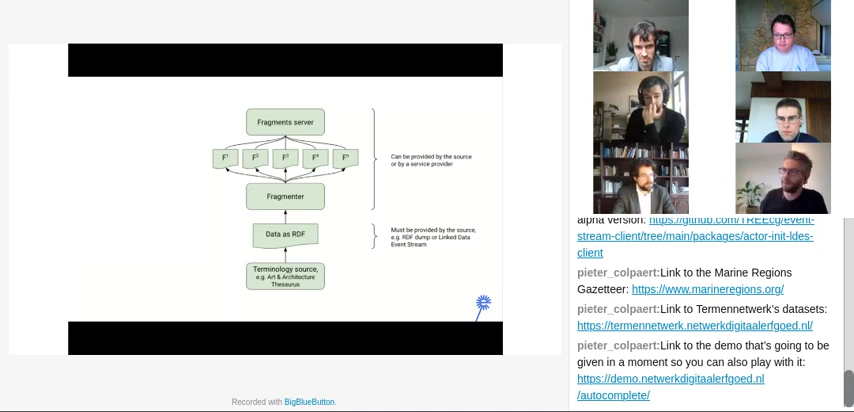 Fragments server
F¹ F² F³ F⁴ Fⁿ
Can be provided by the source
or by a service provider
Fragmenter
Data as RDF
Must be provided by the source,
e.g. RDF dump or Linked Data
Event Stream
Terminology source,
e.g. Art & Architecture
Thesaurus
Recorded with BigBlueButton.
alpha version: https://github.com/TREEcg/event-
stream-client/tree/main/packages/actor-init-ldes-
client
pieter_colpaert:Link to the Marine Regions
Gazetteer: https://www.marineregions.org/
pieter_colpaert:Link to Termennetwerk's datasets:
https://termennetwerk.netwerkdigitaalerfgoed.nl/
pieter_colpaert:Link to the demo that's going to be
given in a moment so you can also play with it:
https://demo.netwerkdigitaalerfgoed.nl
/autocomplete/